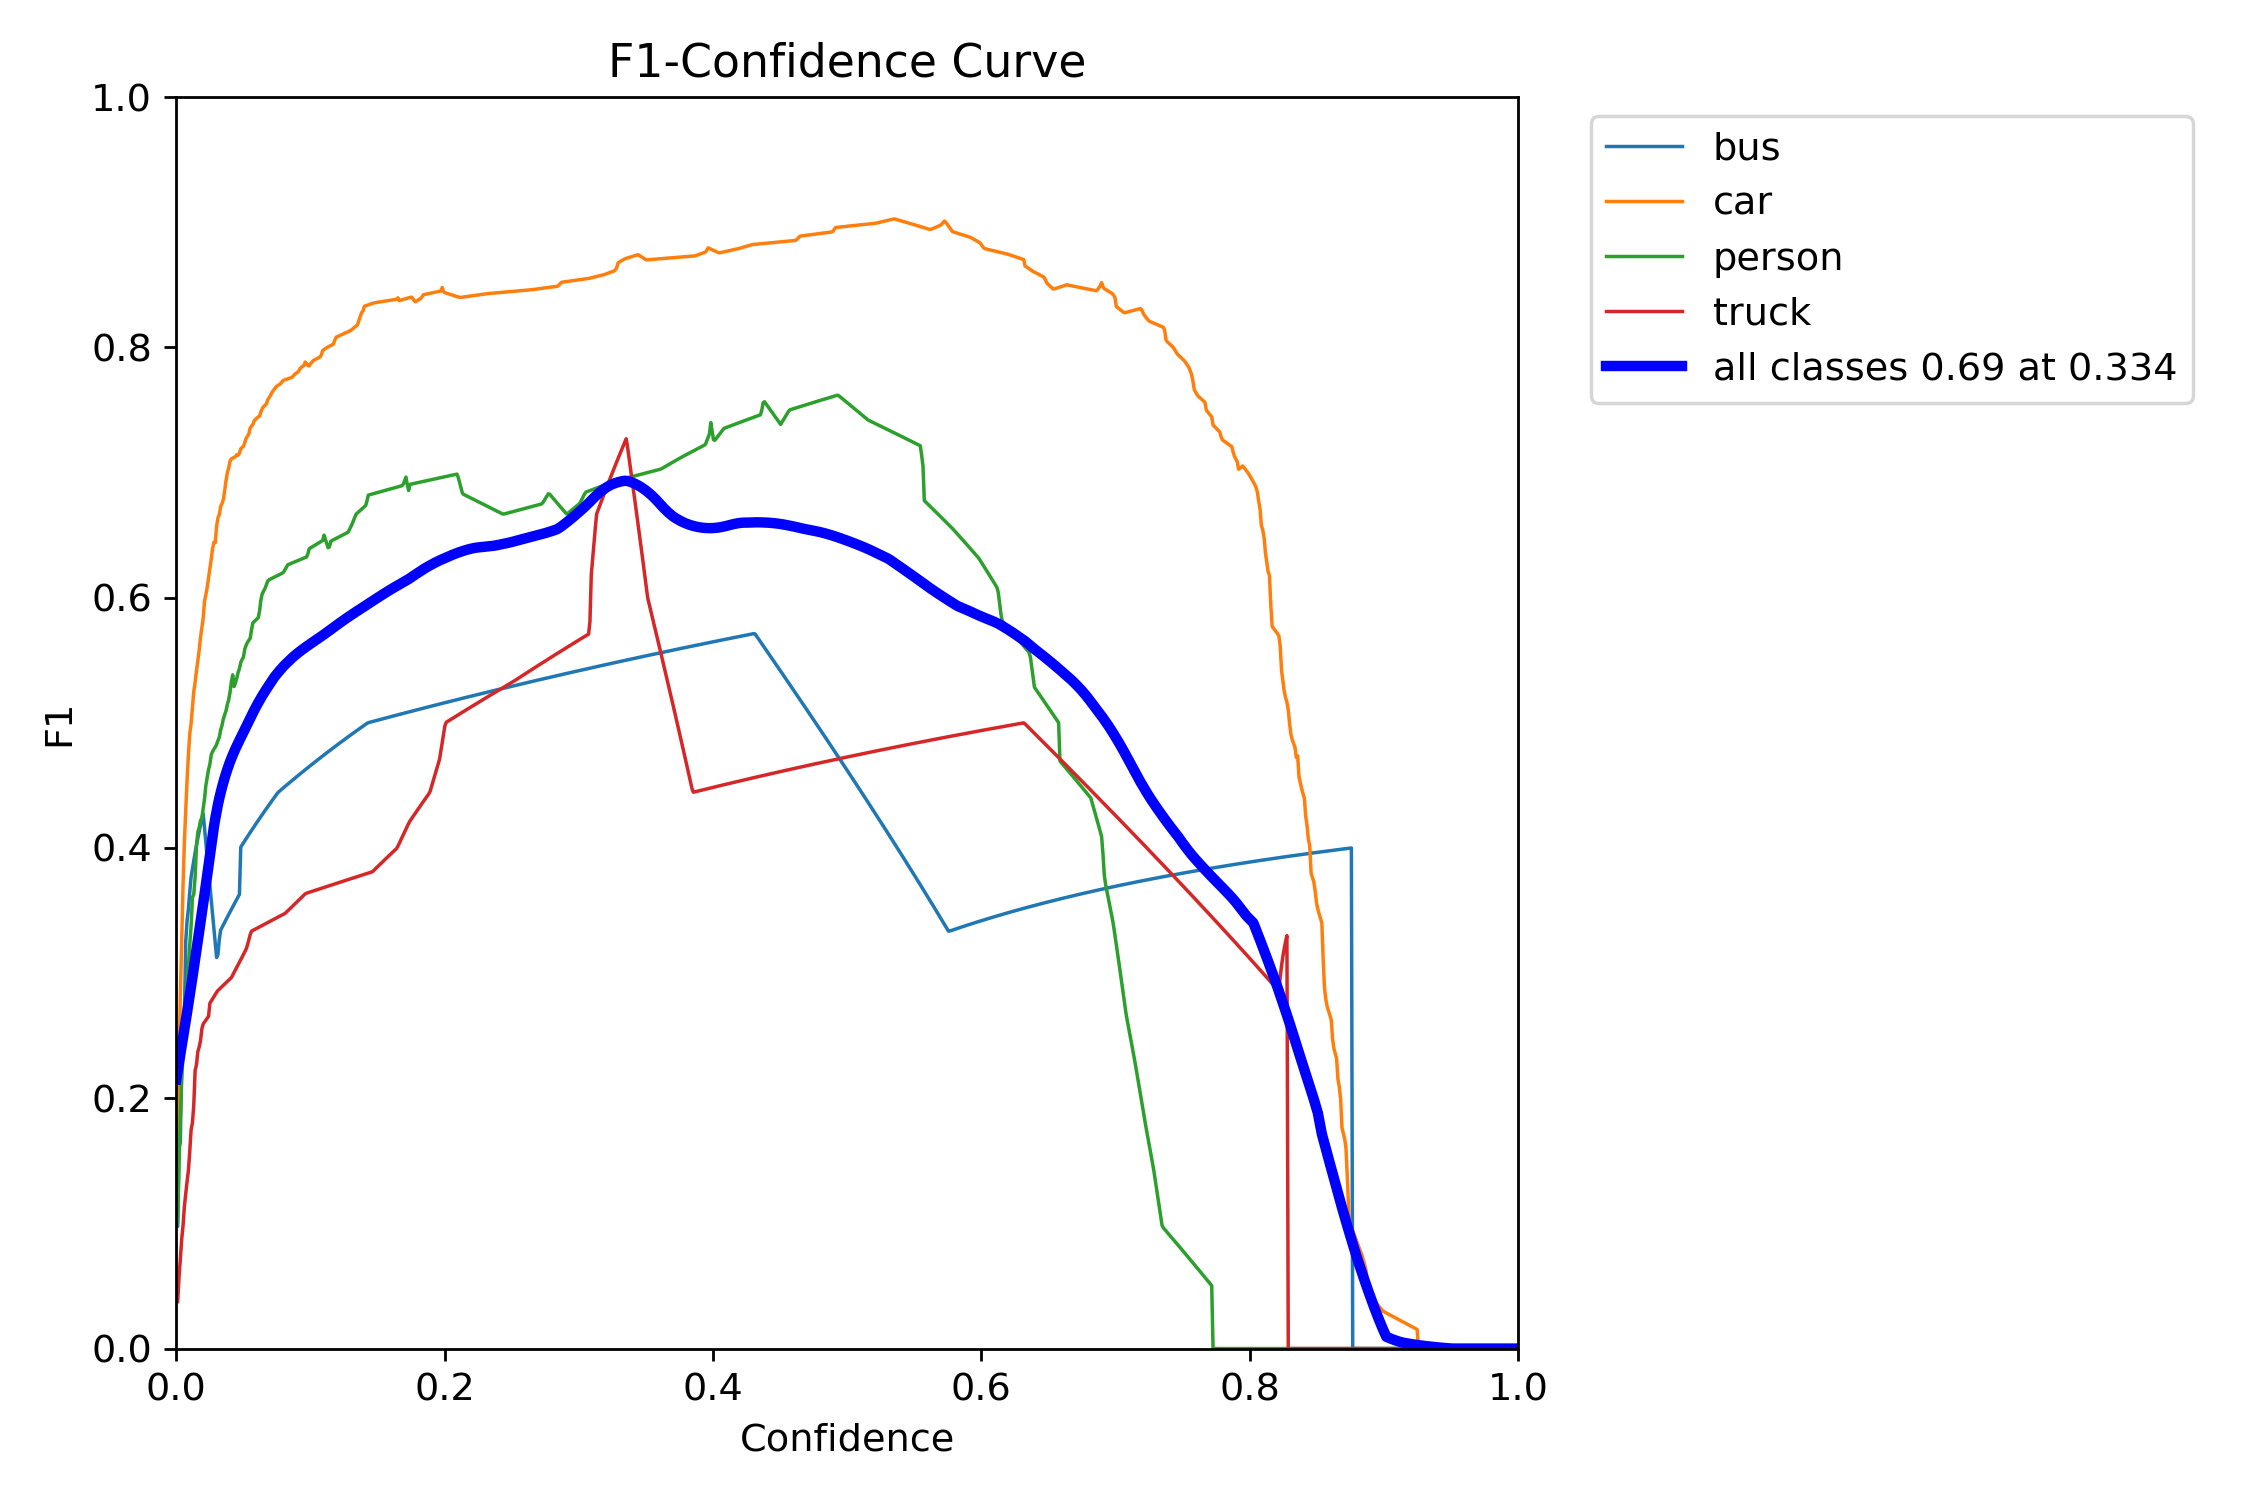 F1-Confidence Curve
1.0
0.8
0.6
0.4
0.2
0.0
F1
0.0 0.2 0.4 0.6 0.8 1.0
Confidence
bus
car
person
truck
all classes 0.69 at 0.334